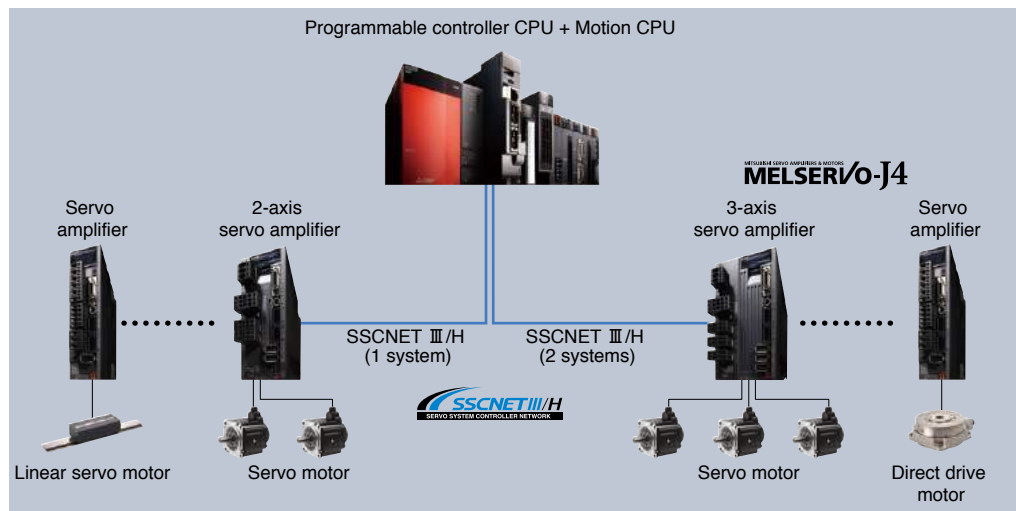 Programmable controller CPU + Motion CPU
MITSUBISHI SERVO AMPLIFIERS & MOTORS
MELSERVO-J4
Servo
amplifier
2-axis
servo amplifier
3-axis
servo amplifier
Servo
amplifier
SSCNET Ⅲ/H
(1 system)
SSCNET Ⅲ/H
(2 systems)
SSCNETIII/H
SERVO SYSTEM CONTROLLER NETWORK
Linear servo motor
Servo motor
Servo motor
Direct drive
motor